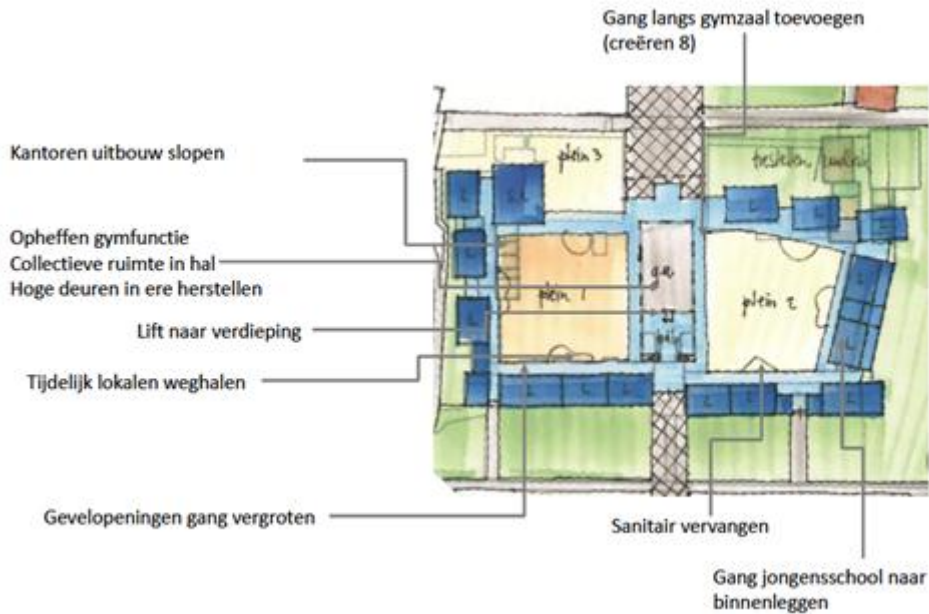 Gang langs gymzaal toevoegen
(creëren 8)
Kantoren uitbouw slopen
plein 3
Opheffen gymfunctie
Collectieve ruimte in hal
Hoge deuren in ere herstellen
plein 1
plein 2
Lift naar verdieping
Tijdelijk lokalen weghalen
Gevelopeningen gang vergroten
Sanitair vervangen
Gang jongensschool naar
binnenleggen